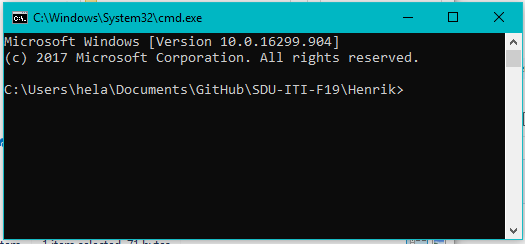 C:\Windows\System32\cmd.exe
Microsoft Windows [Version 10.0.16299.904]
(c) 2017 Microsoft Corporation. All rights reserved.
C:\Users\hela\Documents\GitHub\SDU-ITI-F19\Henrik>
1 item selected 71 bytes